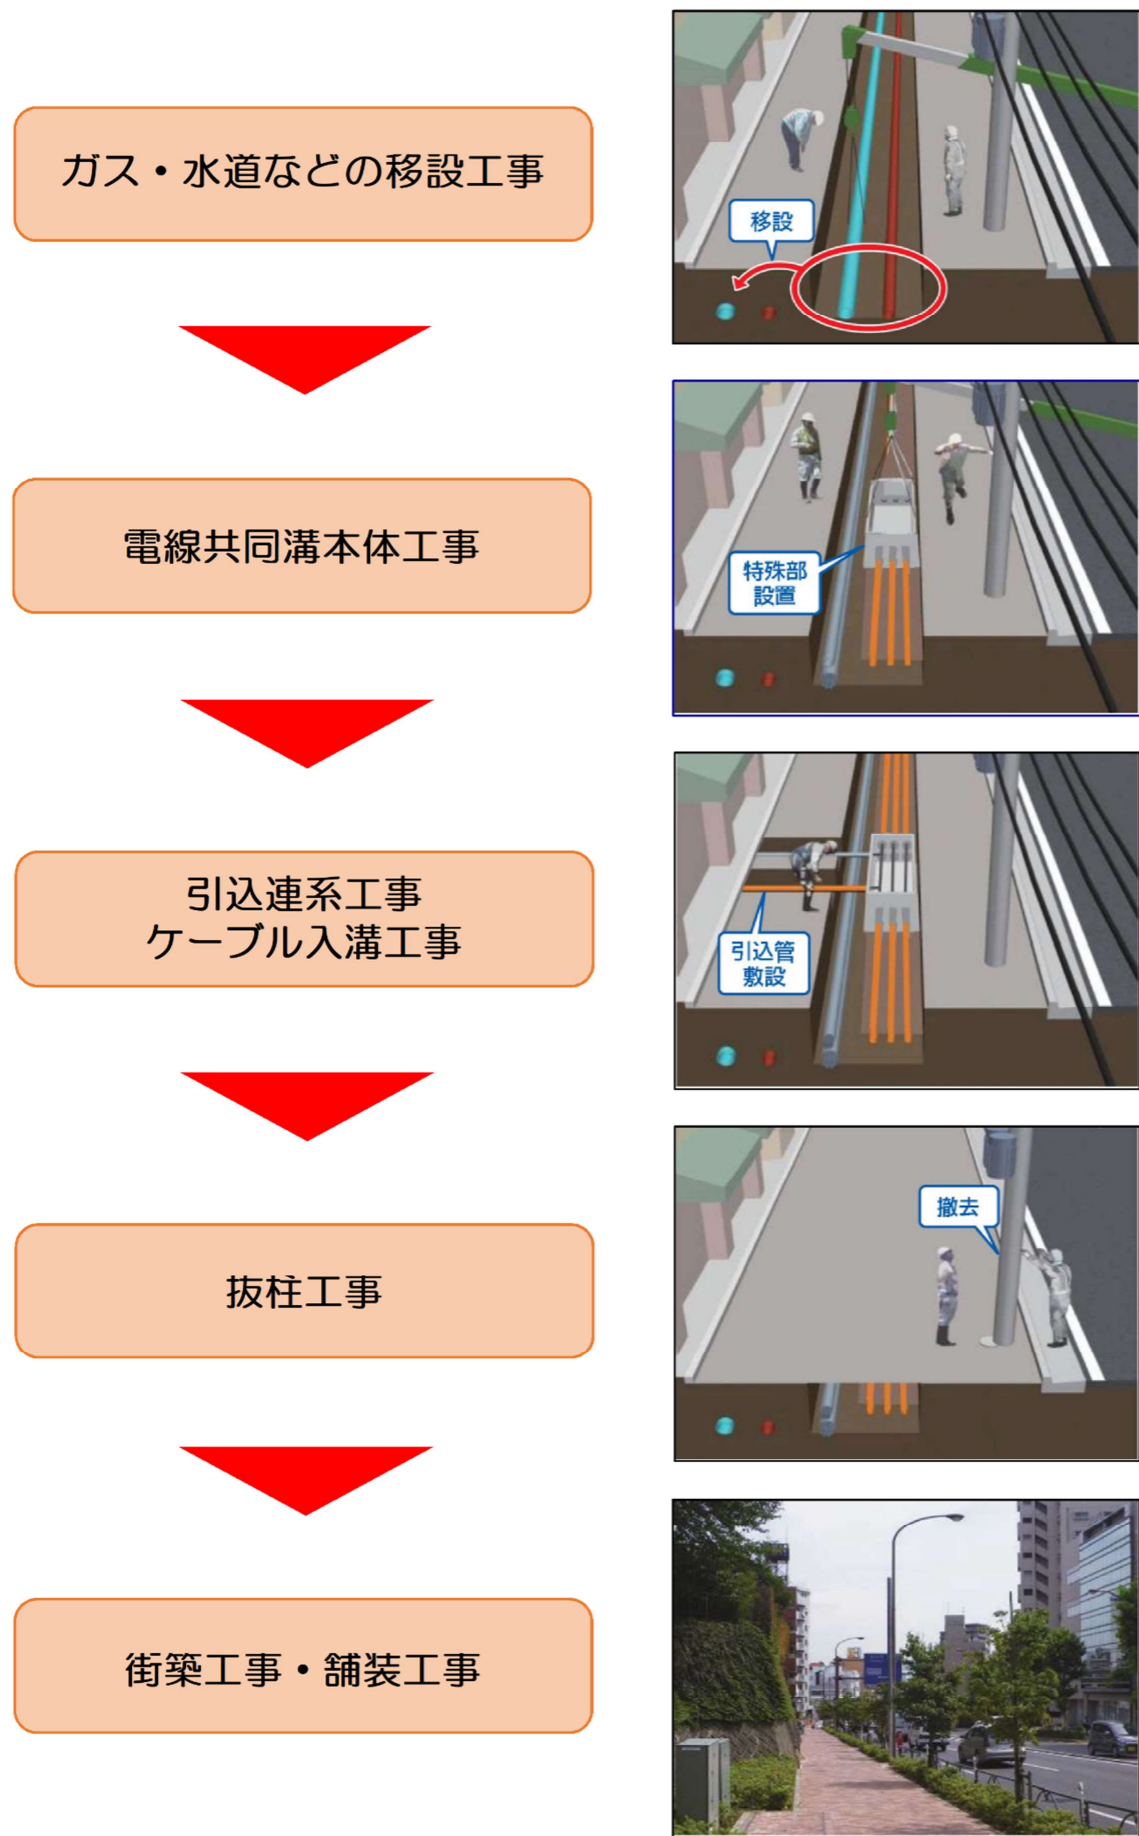 ガス・水道などの移設工事
移設
電線共同溝本体工事
特殊部
設置
引込連系工事
ケーブル入溝工事
引込管
敷設
抜柱工事
撤去
街築工事・舗装工事